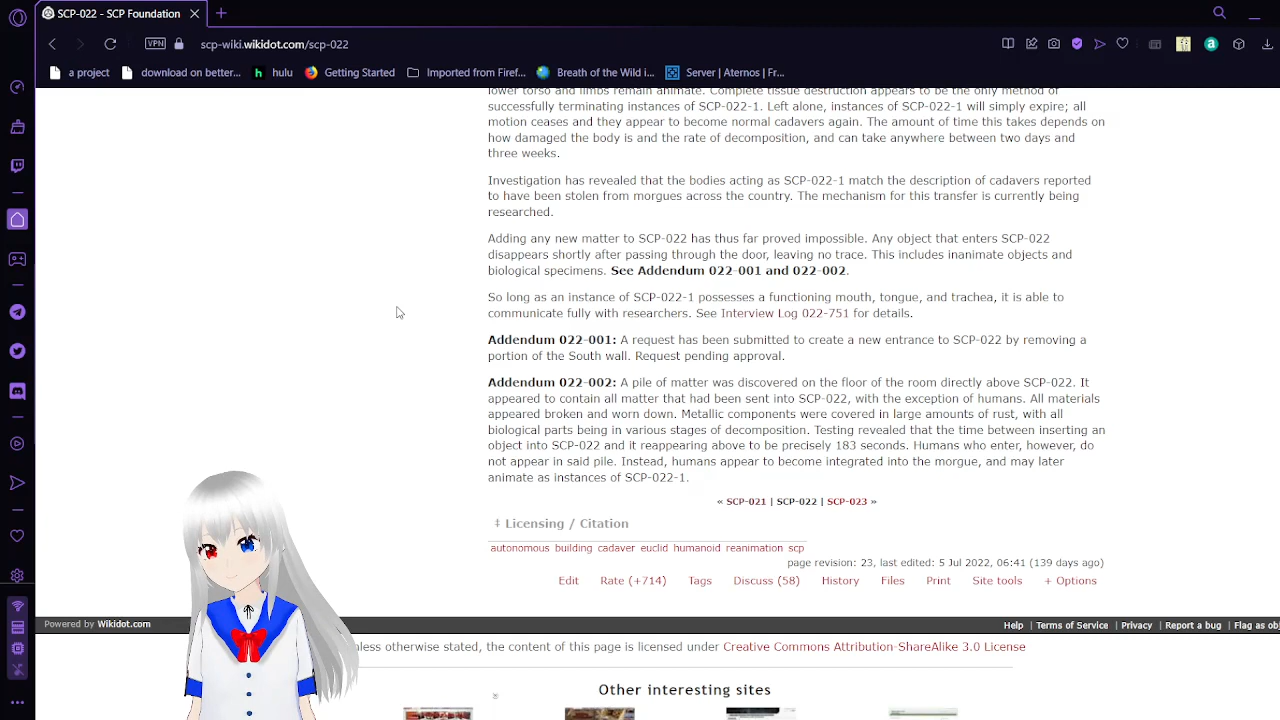 SCP-022 - SCP Foundation
VPN
scp-wiki.wikidot.com/scp-022
a project
download on better...
hulu
Getting Started
Imported from Firef...
Breath of the Wild i...
Server | Aternos | Fr...
lower torso and limbs remain animate. Complete tissue destruction appears to be the only method of
successfully terminating instances of SCP-022-1. Left alone, instances of SCP-022-1 will simply expire; all
motion ceases and they appear to become normal cadavers again. The amount of time this takes depends on
how damaged the body is and the rate of decomposition, and can take anywhere between two days and
three weeks.
Investigation has revealed that the bodies acting as SCP-022-1 match the description of cadavers reported
to have been stolen from morgues across the country. The mechanism for this transfer is currently being
researched.
Adding any new matter to SCP-022 has thus far proved impossible. Any object that enters SCP-022
disappears shortly after passing through the door, leaving no trace. This includes inanimate objects and
biological specimens. See Addendum 022-001 and 022-002.
So long as an instance of SCP-022-1 possesses a functioning mouth, tongue, and trachea, it is able to
communicate fully with researchers. See Interview Log 022-751 for details.
Addendum 022-001: A request has been submitted to create a new entrance to SCP-022 by removing a
portion of the South wall. Request pending approval.
Addendum 022-002: A pile of matter was discovered on the floor of the room directly above SCP-022. It
appeared to contain all matter that had been sent into SCP-022, with the exception of humans. All materials
appeared broken and worn down. Metallic components were covered in large amounts of rust, with all
biological parts being in various stages of decomposition. Testing revealed that the time between inserting an
object into SCP-022 and it reappearing above to be precisely 183 seconds. Humans who enter, however, do
not appear in said pile. Instead, humans appear to become integrated into the morgue, and may later
animate as instances of SCP-022-1.
« SCP-021 | SCP-022 | SCP-023 »
‡ Licensing / Citation
autonomous building cadaver euclid humanoid reanimation scp
page revision: 23, last edited: 5 Jul 2022, 06:41 (139 days ago)
Edit Rate (+714) Tags Discuss (58) History Files Print Site tools + Options
Powered by Wikidot.com
Help | Terms of Service | Privacy | Report a bug | Flag as obj
nless otherwise stated, the content of this page is licensed under Creative Commons Attribution-ShareAlike 3.0 License
Other interesting sites